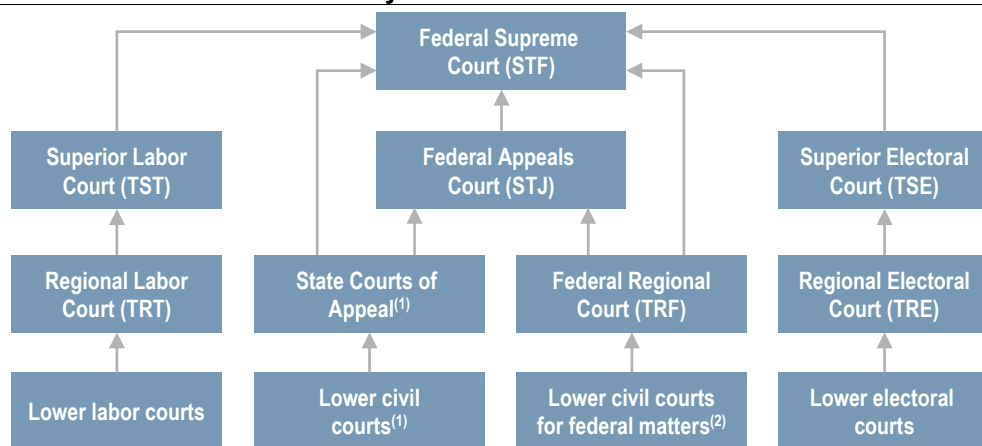 Federal Supreme
Court (STF)
Superior Labor
Court (TST)
Federal Appeals
Court (STJ)
Superior Electoral
Court (TSE)
Regional Labor
Court (TRT)
State Courts of
Appeal(1)
Federal Regional
Court (TRF)
Regional Electoral
Court (TRE)
Lower labor courts
Lower civil
courts(1)
Lower civil courts
for federal matters(2)
Lower electoral
courts